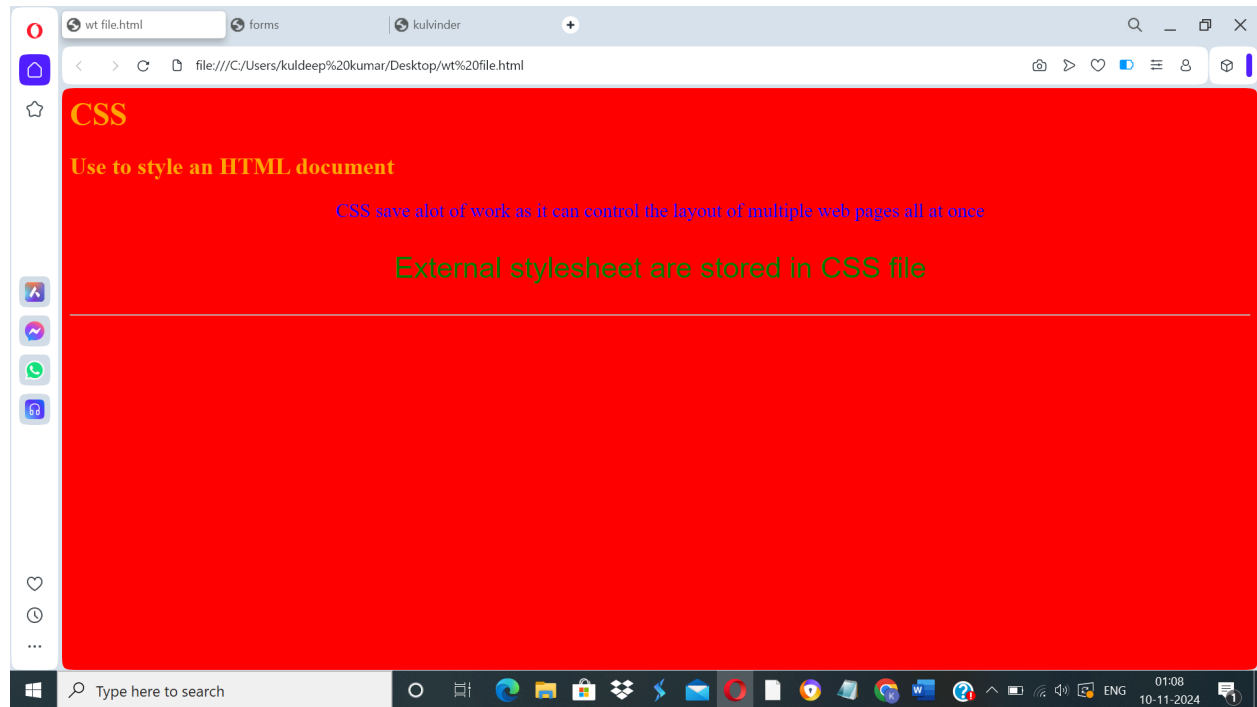 wt file.html
forms
kulvinder
file:///C:/Users/kuldeep%20kumar/Desktop/wt%20file.html
CSS
Use to style an HTML document
CSS save alot of work as it can control the layout of multiple web pages all at once
External stylesheet are stored in CSS file
Type here to search
ENG
01:08
10-11-2024
1